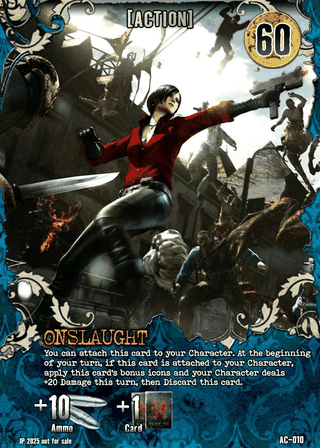 [ACTION]
60
ONSLAUGHT
You can attach this card to your Character. At the beginning
of your turn, if this card is attached to your Character,
apply this card's bonus icons and your Character deals
+20 Damage this turn, then Discard this card.
+10 +1
Ammo Card
JP 2025 not for sale AC-010